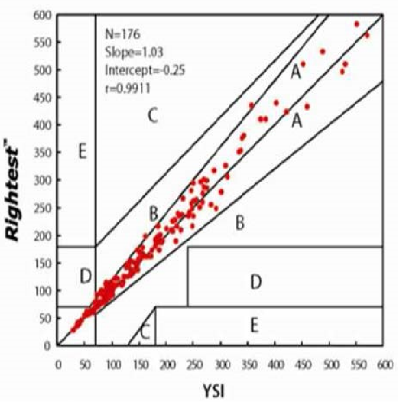 600
550
500
450
400
350
300
250
200
150
100
50
0
Rightest™
N=176
Slope=1.03
Intercept=-0.25
r=0.9911
A
C
A
E
B
B
D
D
C
E
0 50 100 150 200 250 300 350 400 450 500 550 600
YSI